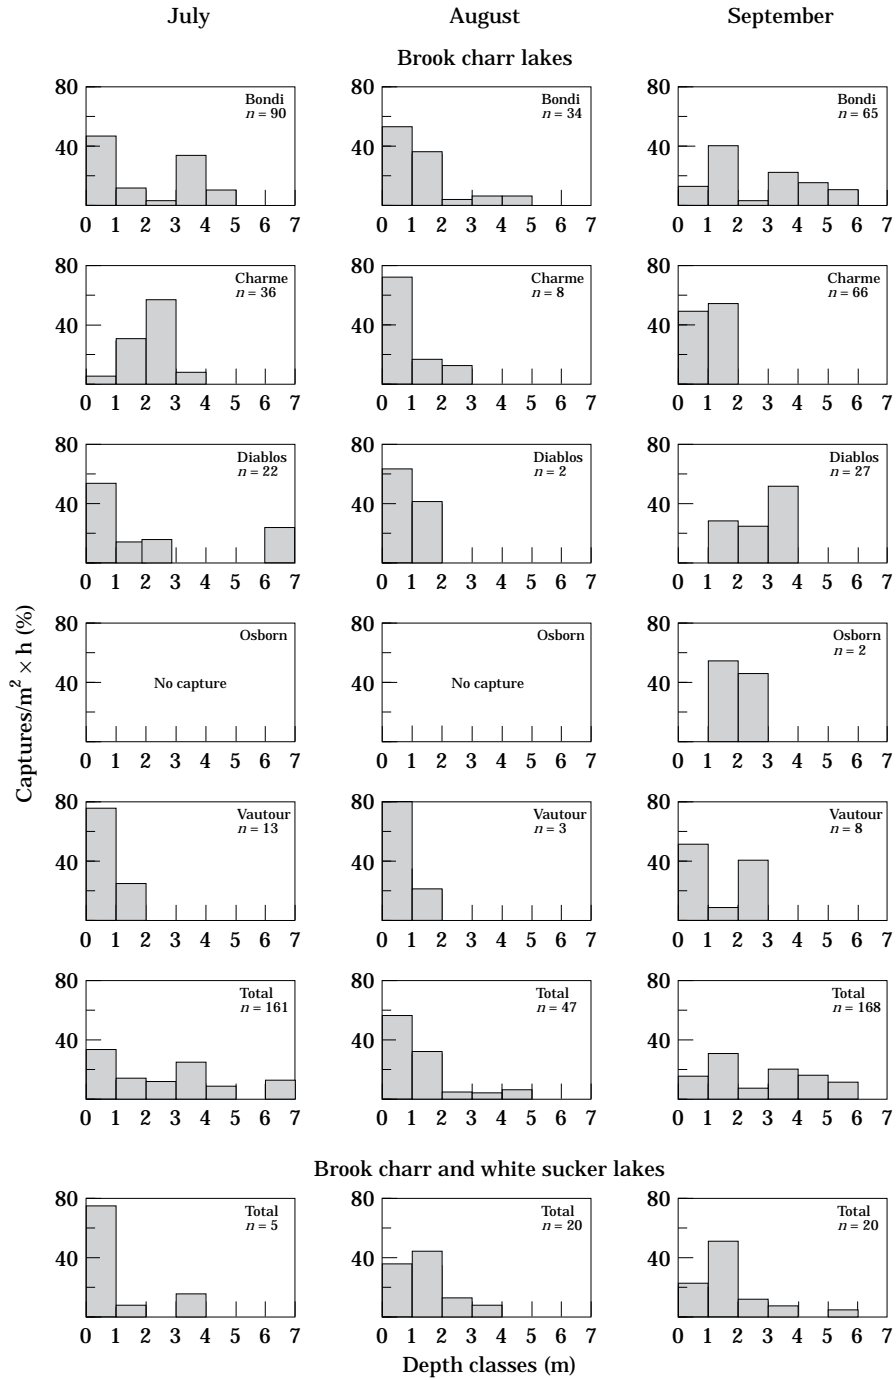 July August September
Brook charr lakes
80 Bondi 80 Bondi 80 Bondi
n = 90 n = 34 n = 65
40 40 40
0 1 2 3 4 5 6 7 0 1 2 3 4 5 6 7 0 1 2 3 4 5 6 7
80 Charme 80 Charme 80 Charme
n = 36 n = 8 n = 66
40 40 40
0 1 2 3 4 5 6 7 0 1 2 3 4 5 6 7 0 1 2 3 4 5 6 7
80 Diablos 80 Diablos 80 Diablos
n = 22 n = 2 n = 27
40 40 40
0 1 2 3 4 5 6 7 0 1 2 3 4 5 6 7 0 1 2 3 4 5 6 7
Captures/m² × h (%)
80 Osborn 80 Osborn 80 Osborn
n = 2
40 No capture 40 No capture 40
0 1 2 3 4 5 6 7 0 1 2 3 4 5 6 7 0 1 2 3 4 5 6 7
80 Vautour 80 Vautour 80 Vautour
n = 13 n = 3 n = 8
40 40 40
0 1 2 3 4 5 6 7 0 1 2 3 4 5 6 7 0 1 2 3 4 5 6 7
80 Total 80 Total 80 Total
n = 161 n = 47 n = 168
40 40 40
0 1 2 3 4 5 6 7 0 1 2 3 4 5 6 7 0 1 2 3 4 5 6 7
Brook charr and white sucker lakes
80 Total 80 Total 80 Total
n = 5 n = 20 n = 20
40 40 40
0 1 2 3 4 5 6 7 0 1 2 3 4 5 6 7 0 1 2 3 4 5 6 7
Depth classes (m)